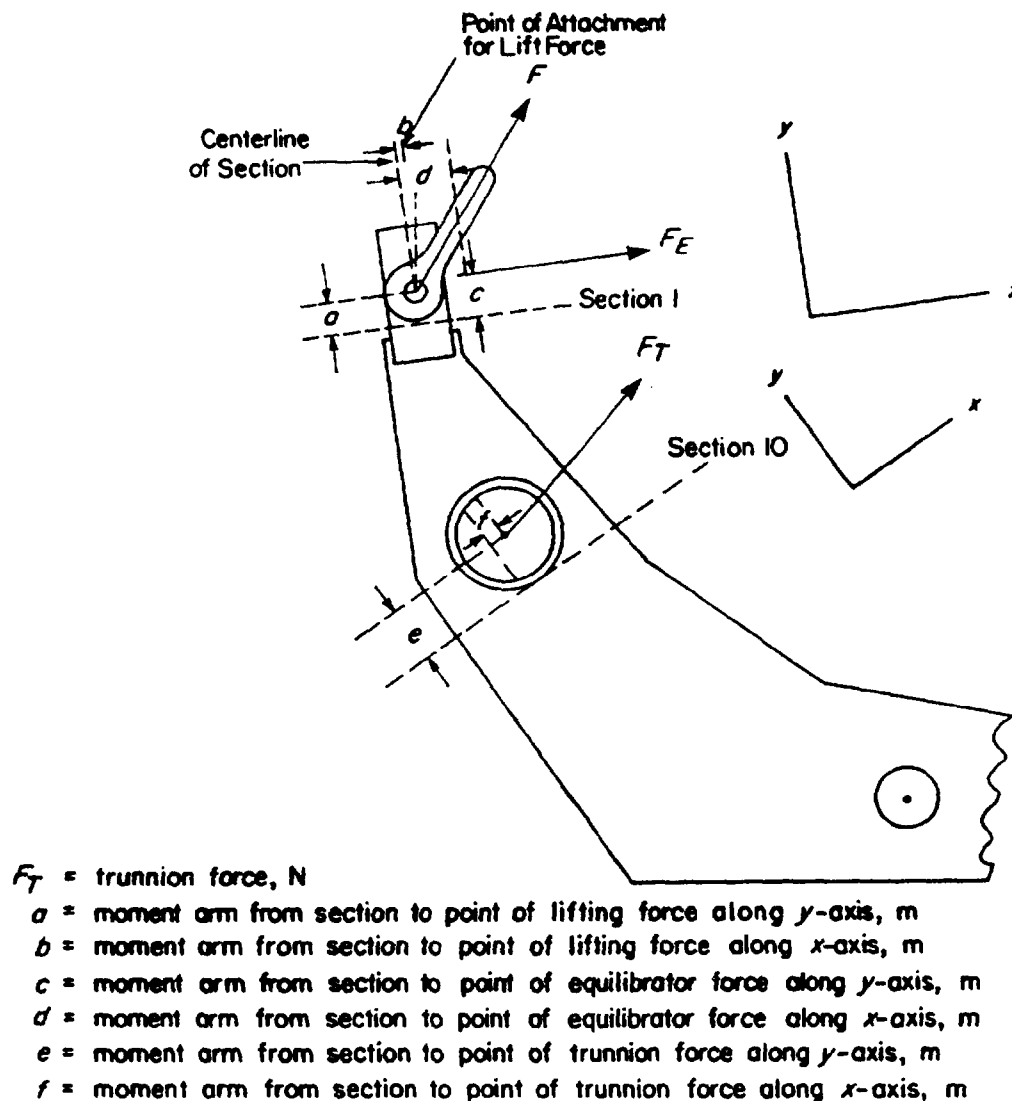 Point of Attachment
for Lift Force
F
b
Centerline
of Section
d
y
F_E
c
Section 1
a
F_T
y
x
Section 10
f
e
F_T = trunnion force, N
a = moment arm from section to point of lifting force along y-axis, m
b = moment arm from section to point of lifting force along x-axis, m
c = moment arm from section to point of equilibrator force along y-axis, m
d = moment arm from section to point of equilibrator force along x-axis, m
e = moment arm from section to point of trunnion force along y-axis, m
f = moment arm from section to point of trunnion force along x-axis, m